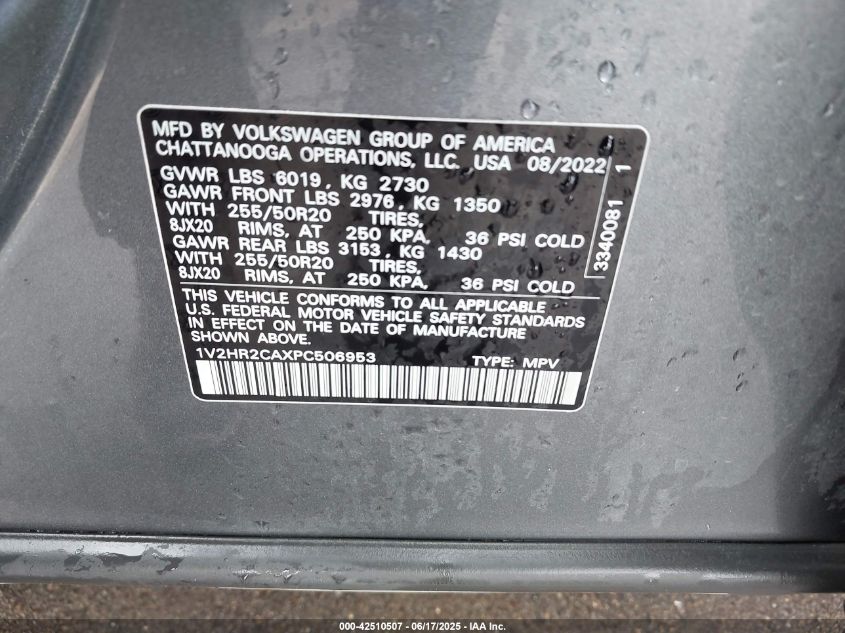 MFD BY VOLKSWAGEN GROUP OF AMERICA
CHATTANOOGA OPERATIONS, LLC. USA 08/2022
GVWR LBS 6019, KG 2730
GAWR FRONT LBS 2976, KG 1350
WITH 255/50R20 TIRES,
8JX20 RIMS, AT 250 KPA, 36 PSI COLD
GAWR REAR LBS 3153, KG 1430
WITH 255/50R20 TIRES,
8JX20 RIMS, AT 250 KPA, 36 PSI COLD
3340081 1
THIS VEHICLE CONFORMS TO ALL APPLICABLE
U.S. FEDERAL MOTOR VEHICLE SAFETY STANDARDS
IN EFFECT ON THE DATE OF MANUFACTURE
SHOWN ABOVE.
1V2HR2CAXPC506953 TYPE: MPV
000-42510507 - 06/17/2025 - IAA Inc.